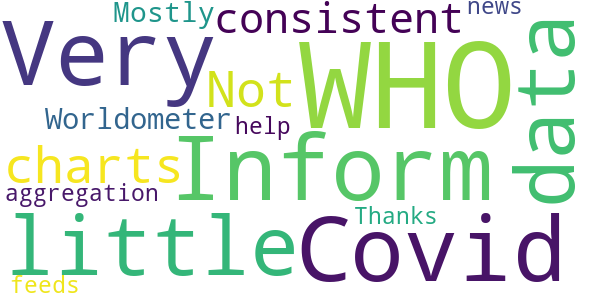 Mostly consistent news
Very WHO data
Not
Worldometer help
charts Inform
aggregation
little Covid
Thanks
feeds